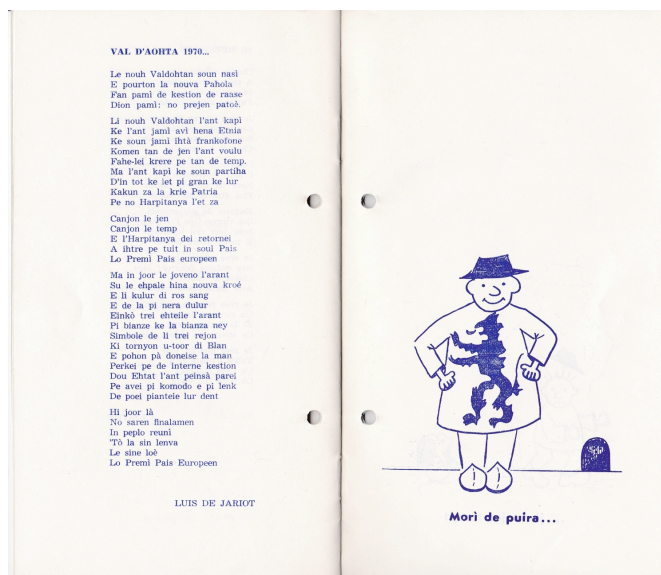 VAL D'AOHTA 1970...
Le nouh Valdohtan soun nasì
E pourton la nouva Pahola
Fan pamì de kestion de raase
Dion pamì: no prejen patoè.
Li nouh Valdohtan l'ant kapì
Ke l'ant jamì avì hena Etnia
Ke soun jamì ihtà frankofone
Komen tan de jen l'ant voulu
Fahe-lei krere pe tan de temp.
Ma l'ant kapì ke soun partiha
D'in tot ke iet pi gran ke lur
Kakun za la krie Patria
Pe no Harpitanya l'et za
Canjon le jen
Canjon le temp
E l'Harpitanya dei retornei
A ihtre pe tuit in soul Pais
Lo Premì Pais europeen
Ma in joor le joveno l'arant
Su le ehpale hina nouva kroé
E li kulur di ros sang
E de la pi nera dulur
Einkò trei ehteile l'arant
Pi bianze ke la bianza ney
Simbole de li trei rejon
Ki tornyon u-toor di Blan
E pohon pà doneise la man
Perkei pe de interne kestion
Dou Ehtat l'ant peinsà parei
Pe avei pi komodo e pi lenk
De poei pianteie lur dent
Hi joor là
No saren finalamen
In peplo reunì
'Tò la sin lenva
Le sine loè
Lo Premì Pais Europeen
LUIS DE JARIOT
Morì de puira...